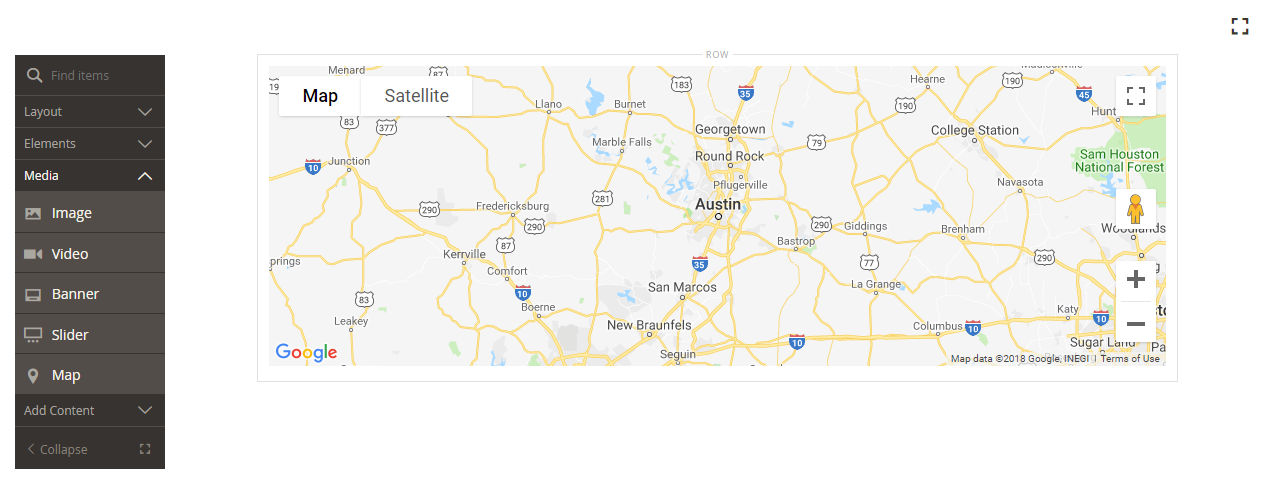 ROW
Find items
Layout
Elements
Media
Image
Video
Banner
Slider
Map
Add Content
Collapse
Map
Satellite
Menard
87
Llano
Burnet
183
35
Hearne
190
Madisonville
45
83
377
Georgetown
190
Hunt
College Station
79
Marble Falls
Round Rock
Sam Houston
National Forest
10
Junction
Pflugerville
Navasota
281
Austin
290
Fredericksburg
290
290
Giddings
Brenham
Woodlands
87
Bastrop
Kerrville
35
77
290
prings
Comfort
San Marcos
La Grange
83
10
Boerne
Katy
10
Leakey
New Braunfels
Columbus
10
10
Sugar Land
Pa
Google
Seguin
Map data ©2018 Google, INEGI
Terms of Use